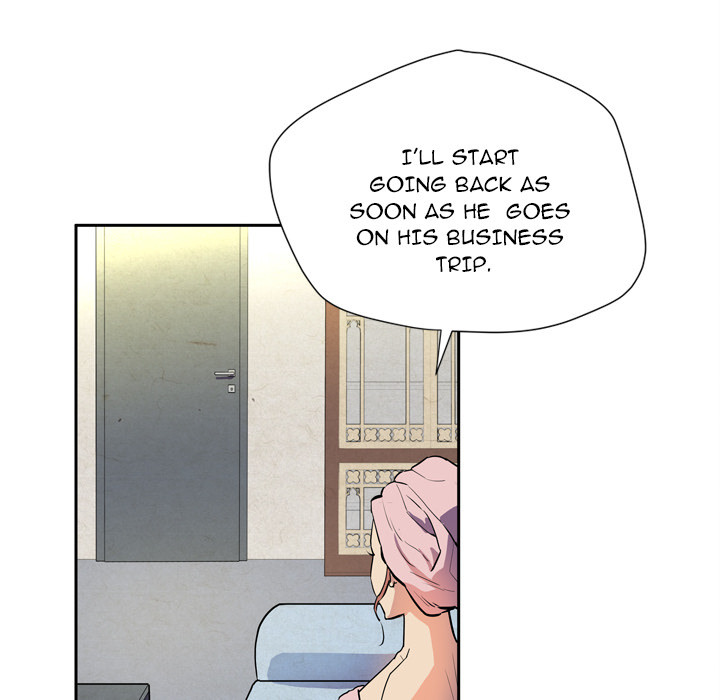 I'LL START
GOING BACK AS
SOON AS HE GOES
ON HIS BUSINESS
TRIP.